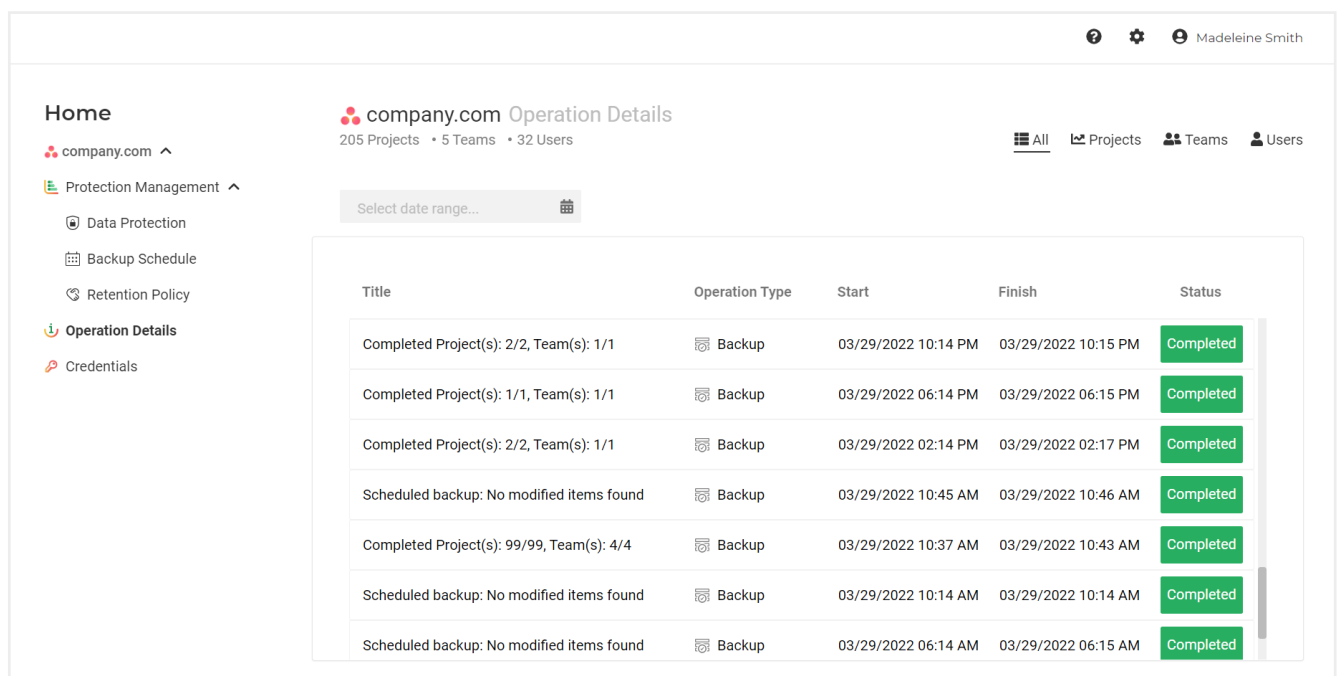 Madeleine Smith
Home
company.com
Protection Management
Data Protection
Backup Schedule
Retention Policy
Operation Details
Credentials
company.com Operation Details
205 Projects • 5 Teams • 32 Users
All Projects Teams Users
Select date range...
Title Operation Type Start Finish Status
Completed Project(s): 2/2, Team(s): 1/1 Backup 03/29/2022 10:14 PM 03/29/2022 10:15 PM Completed
Completed Project(s): 1/1, Team(s): 1/1 Backup 03/29/2022 06:14 PM 03/29/2022 06:15 PM Completed
Completed Project(s): 2/2, Team(s): 1/1 Backup 03/29/2022 02:14 PM 03/29/2022 02:17 PM Completed
Scheduled backup: No modified items found Backup 03/29/2022 10:45 AM 03/29/2022 10:46 AM Completed
Completed Project(s): 99/99, Team(s): 4/4 Backup 03/29/2022 10:37 AM 03/29/2022 10:43 AM Completed
Scheduled backup: No modified items found Backup 03/29/2022 10:14 AM 03/29/2022 10:14 AM Completed
Scheduled backup: No modified items found Backup 03/29/2022 06:14 AM 03/29/2022 06:15 AM Completed